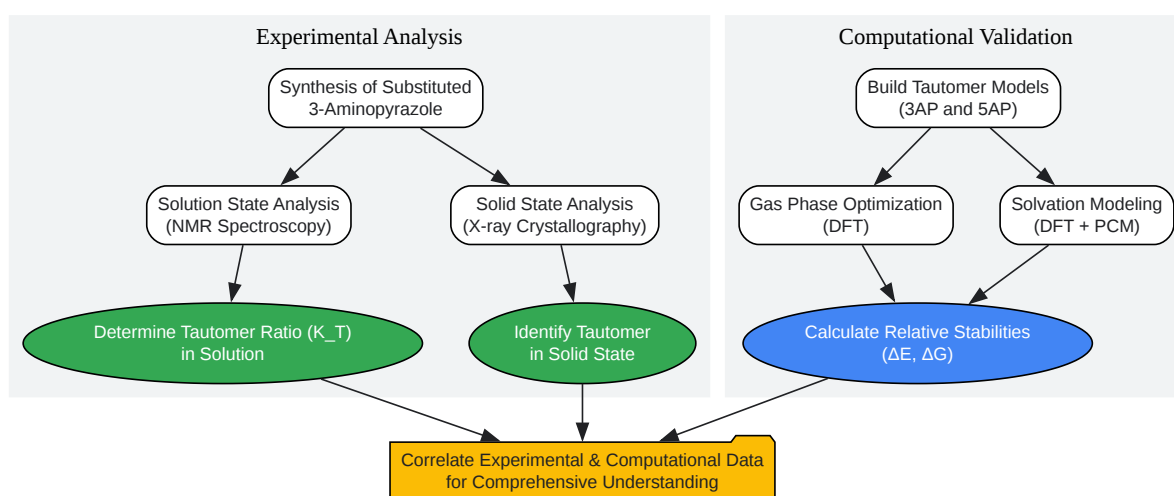 Experimental Analysis
Synthesis of Substituted
3-Aminopyrazole
Solution State Analysis
(NMR Spectroscopy)
Solid State Analysis
(X-ray Crystallography)
Determine Tautomer Ratio (K_T)
in Solution
Identify Tautomer
in Solid State
Computational Validation
Build Tautomer Models
(3AP and 5AP)
Gas Phase Optimization
(DFT)
Solvation Modeling
(DFT + PCM)
Calculate Relative Stabilities
(ΔE, ΔG)
Correlate Experimental & Computational Data
for Comprehensive Understanding